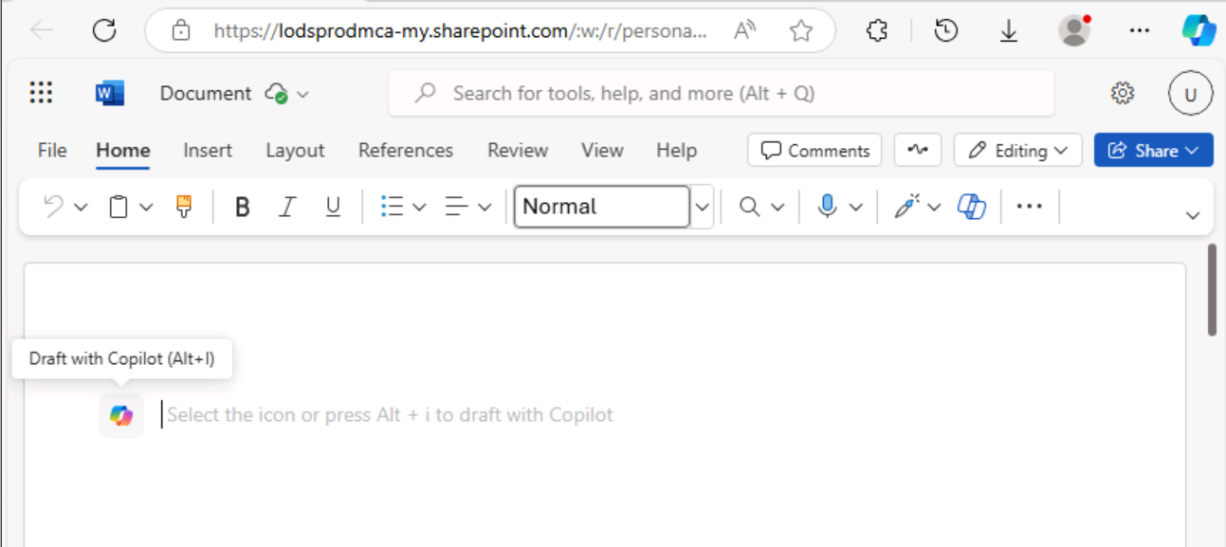 https://lodsprodmca-my.sharepoint.com/:w:/r/persona...
Document
Search for tools, help, and more (Alt + Q)
U
File Home Insert Layout References Review View Help Comments Editing Share
B I U Normal
Draft with Copilot (Alt+I)
Select the icon or press Alt + i to draft with Copilot